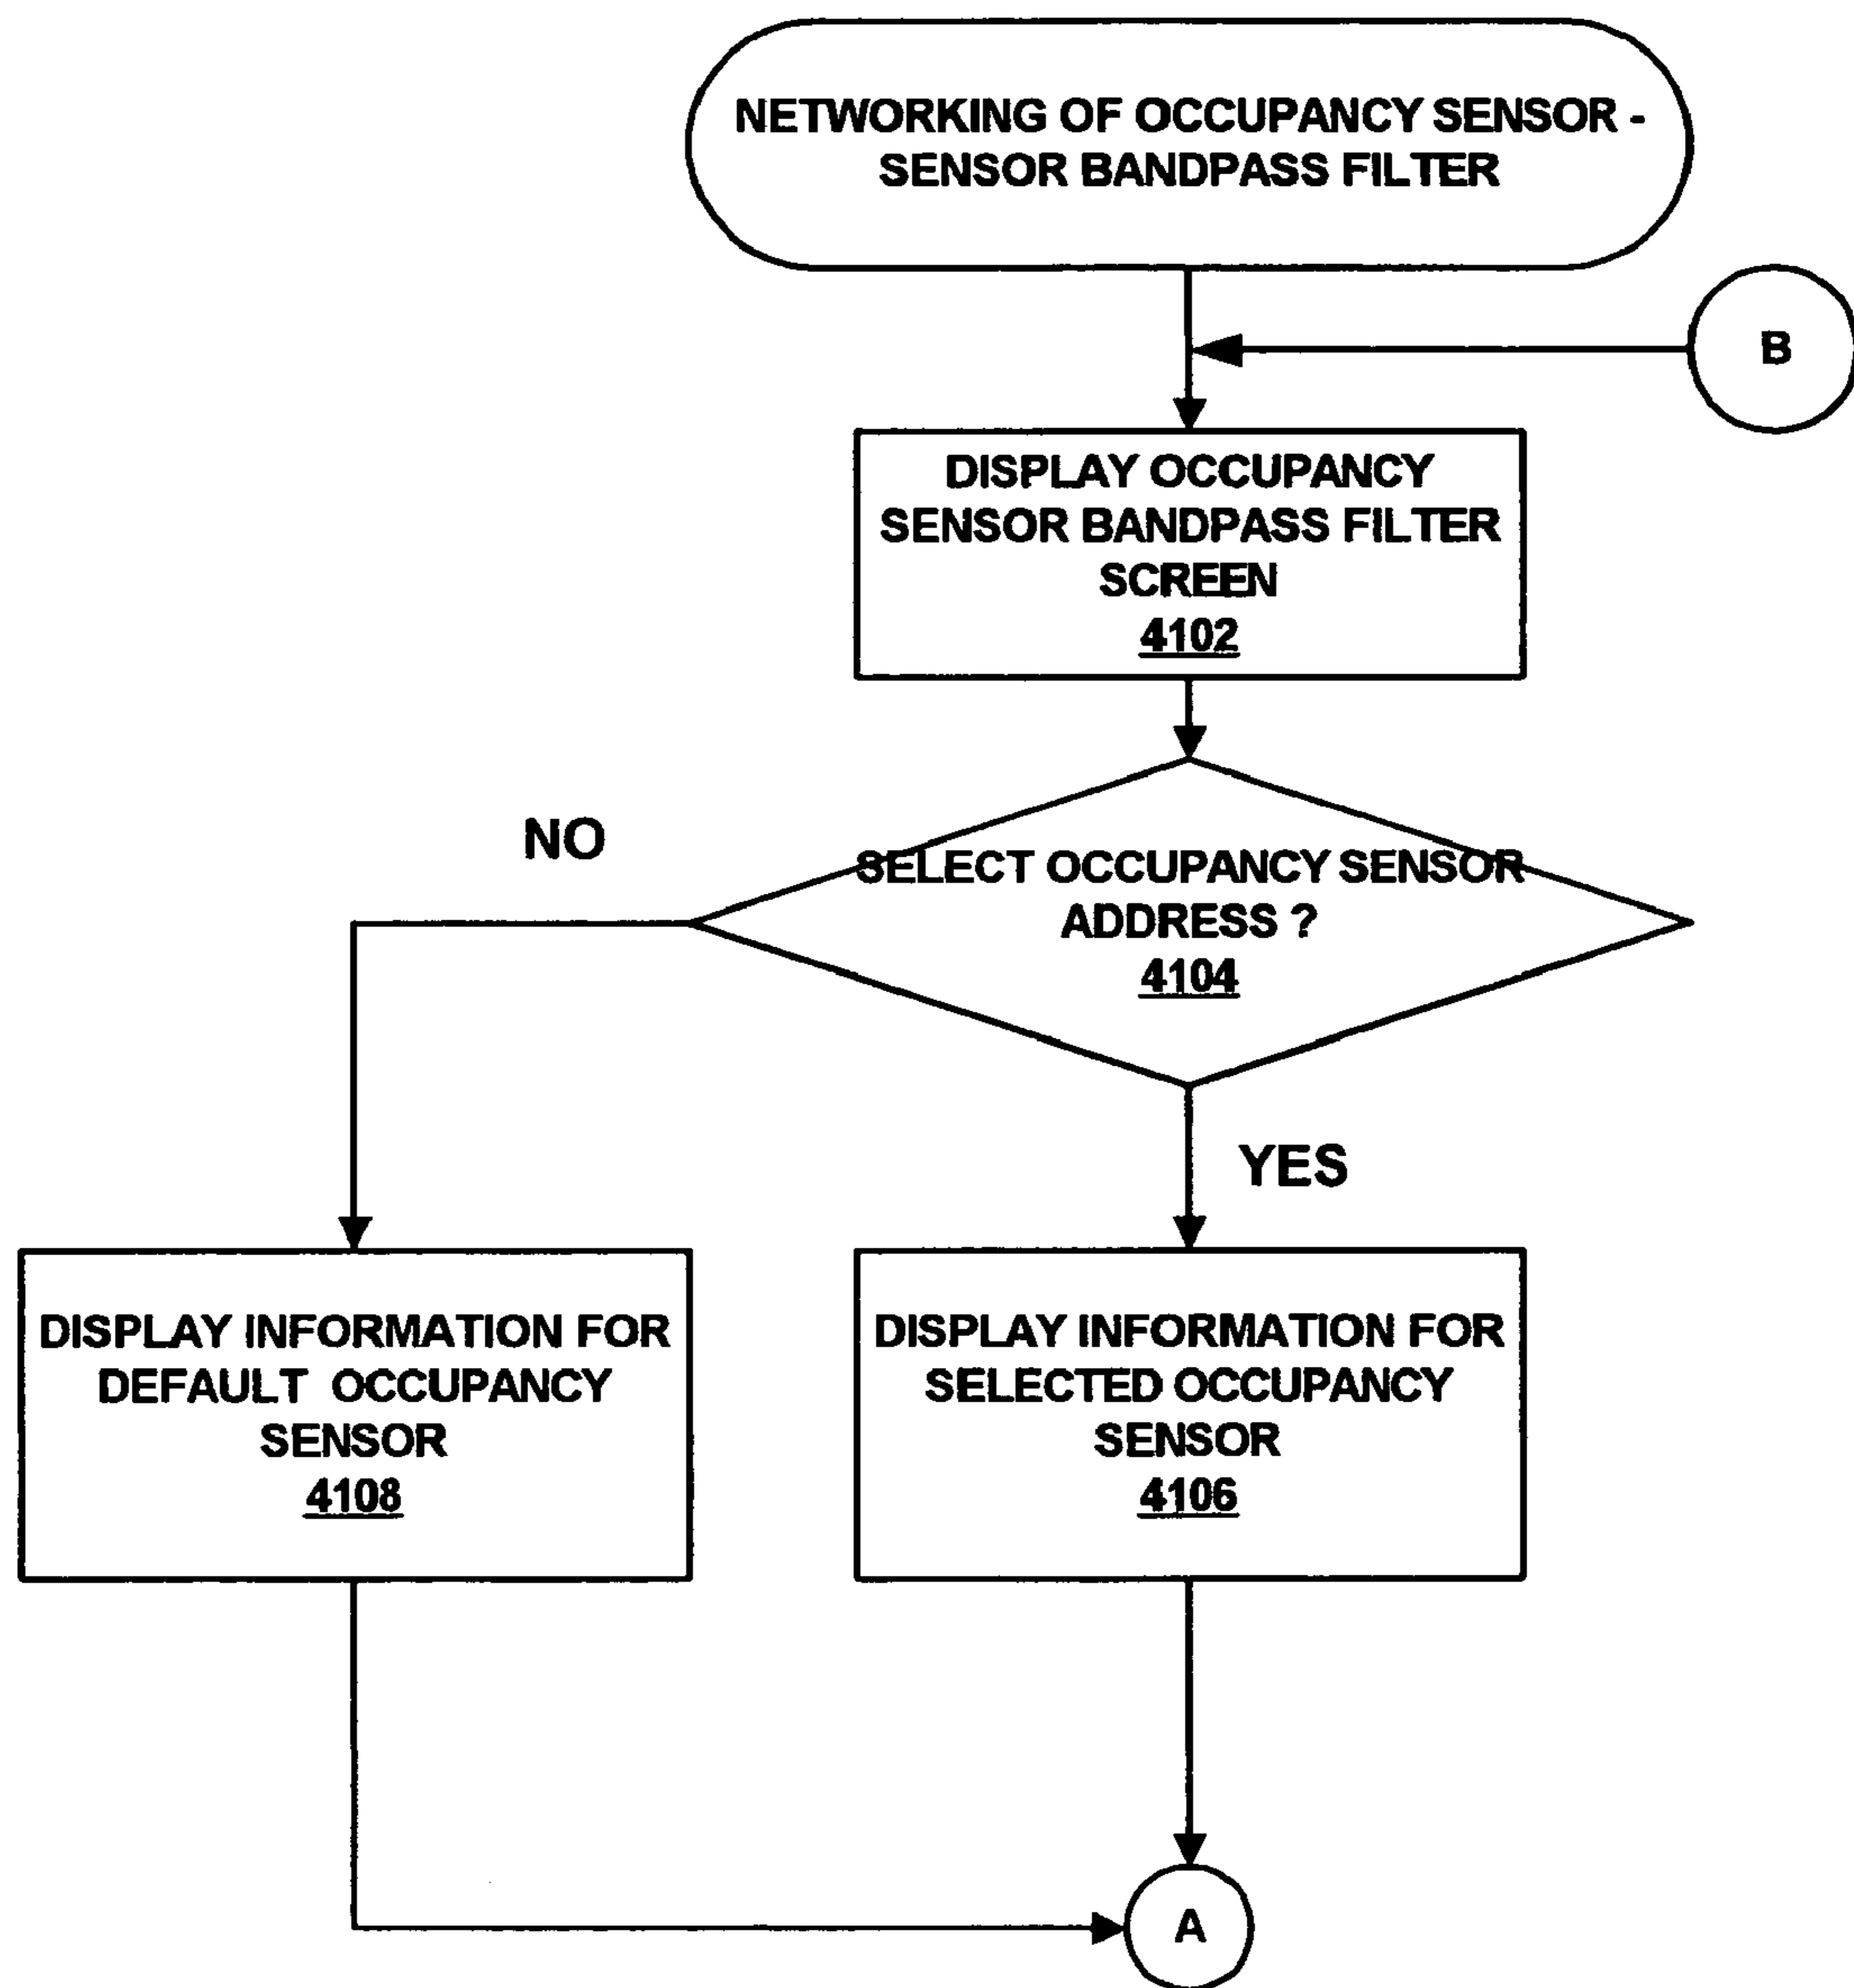 NETWORKING OF OCCUPANCY SENSOR -
SENSOR BANDPASS FILTER
B
DISPLAY OCCUPANCY
SENSOR BANDPASS FILTER
SCREEN
4102
NO
SELECT OCCUPANCY SENSOR
ADDRESS ?
4104
YES
DISPLAY INFORMATION FOR
DEFAULT OCCUPANCY
SENSOR
4108
DISPLAY INFORMATION FOR
SELECTED OCCUPANCY
SENSOR
4106
A